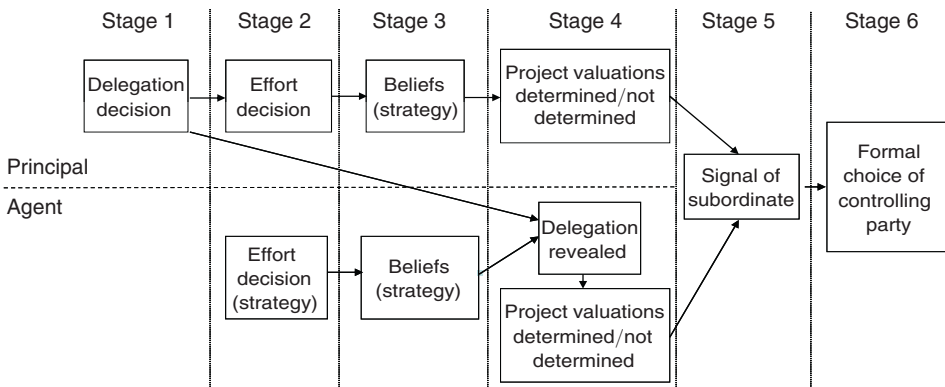 Stage 1
Stage 2
Stage 3
Stage 4
Stage 5
Stage 6
Delegation
decision
Effort
decision
Beliefs
(strategy)
Project valuations
determined/not
determined
Signal of
subordinate
Formal
choice of
controlling
party
Principal
Agent
Effort
decision
(strategy)
Beliefs
(strategy)
Delegation
revealed
Project valuations
determined/not
determined